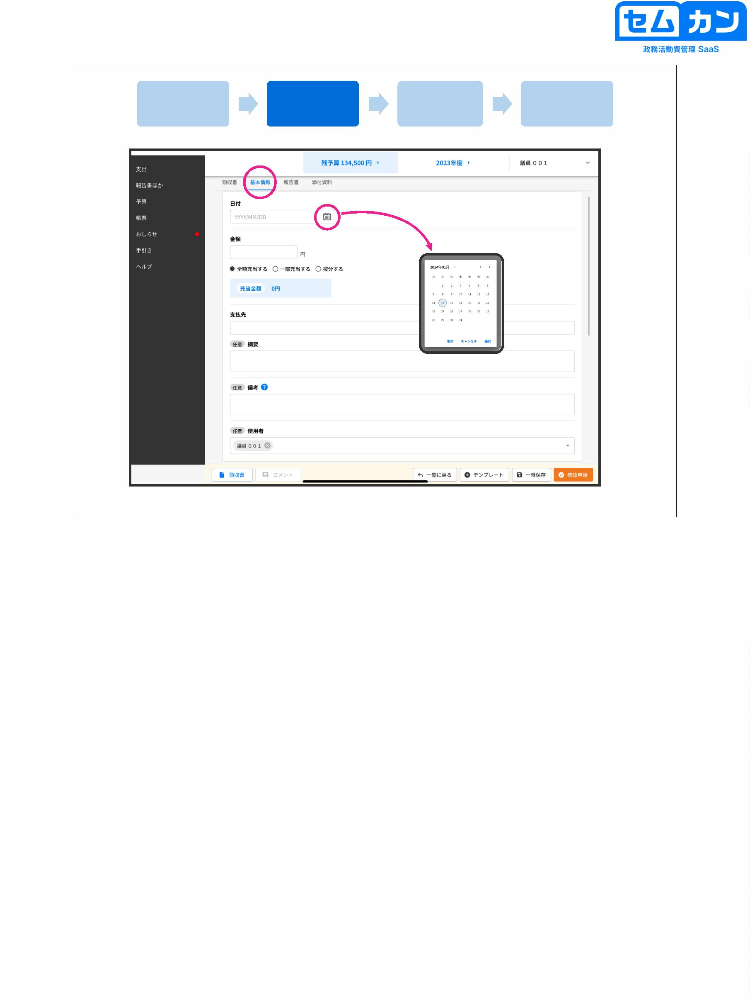 セムカン
政務活動費管理 SaaS
残予算 134,500 円
2023年度
議員 0 0 1
支出
報告書ほか
予算
帳票
おしらせ
手引き
ヘルプ
領収書 基本情報 報告書 添付資料
日付
YYYY/MM/DD
金額
円
全額充当する 一部充当する 按分する
充当金額 0円
支払先
任意 摘要
任意 備考 ?
任意 使用者
議員 0 0 1
2024年01月
日 月 火 水 木 金 土
1 2 3 4 5 6
7 8 9 10 11 12 13
14 15 16 17 18 19 20
21 22 23 24 25 26 27
28 29 30 31
削除 キャンセル 選択
領収書 コメント 一覧に戻る テンプレート 一時保存 確認申請